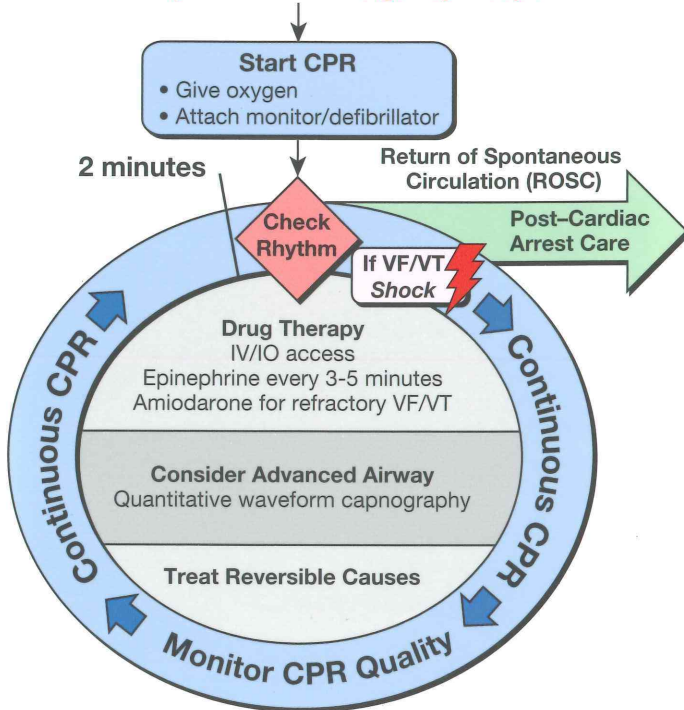 Start CPR
• Give oxygen
• Attach monitor/defibrillator
2 minutes
Return of Spontaneous
Circulation (ROSC)
Check
Rhythm
Post–Cardiac
Arrest Care
If VF/VT
Shock
Drug Therapy
IV/IO access
Epinephrine every 3-5 minutes
Amiodarone for refractory VF/VT
Consider Advanced Airway
Quantitative waveform capnography
Treat Reversible Causes
Continuous CPR
Continuous CPR
Monitor CPR Quality